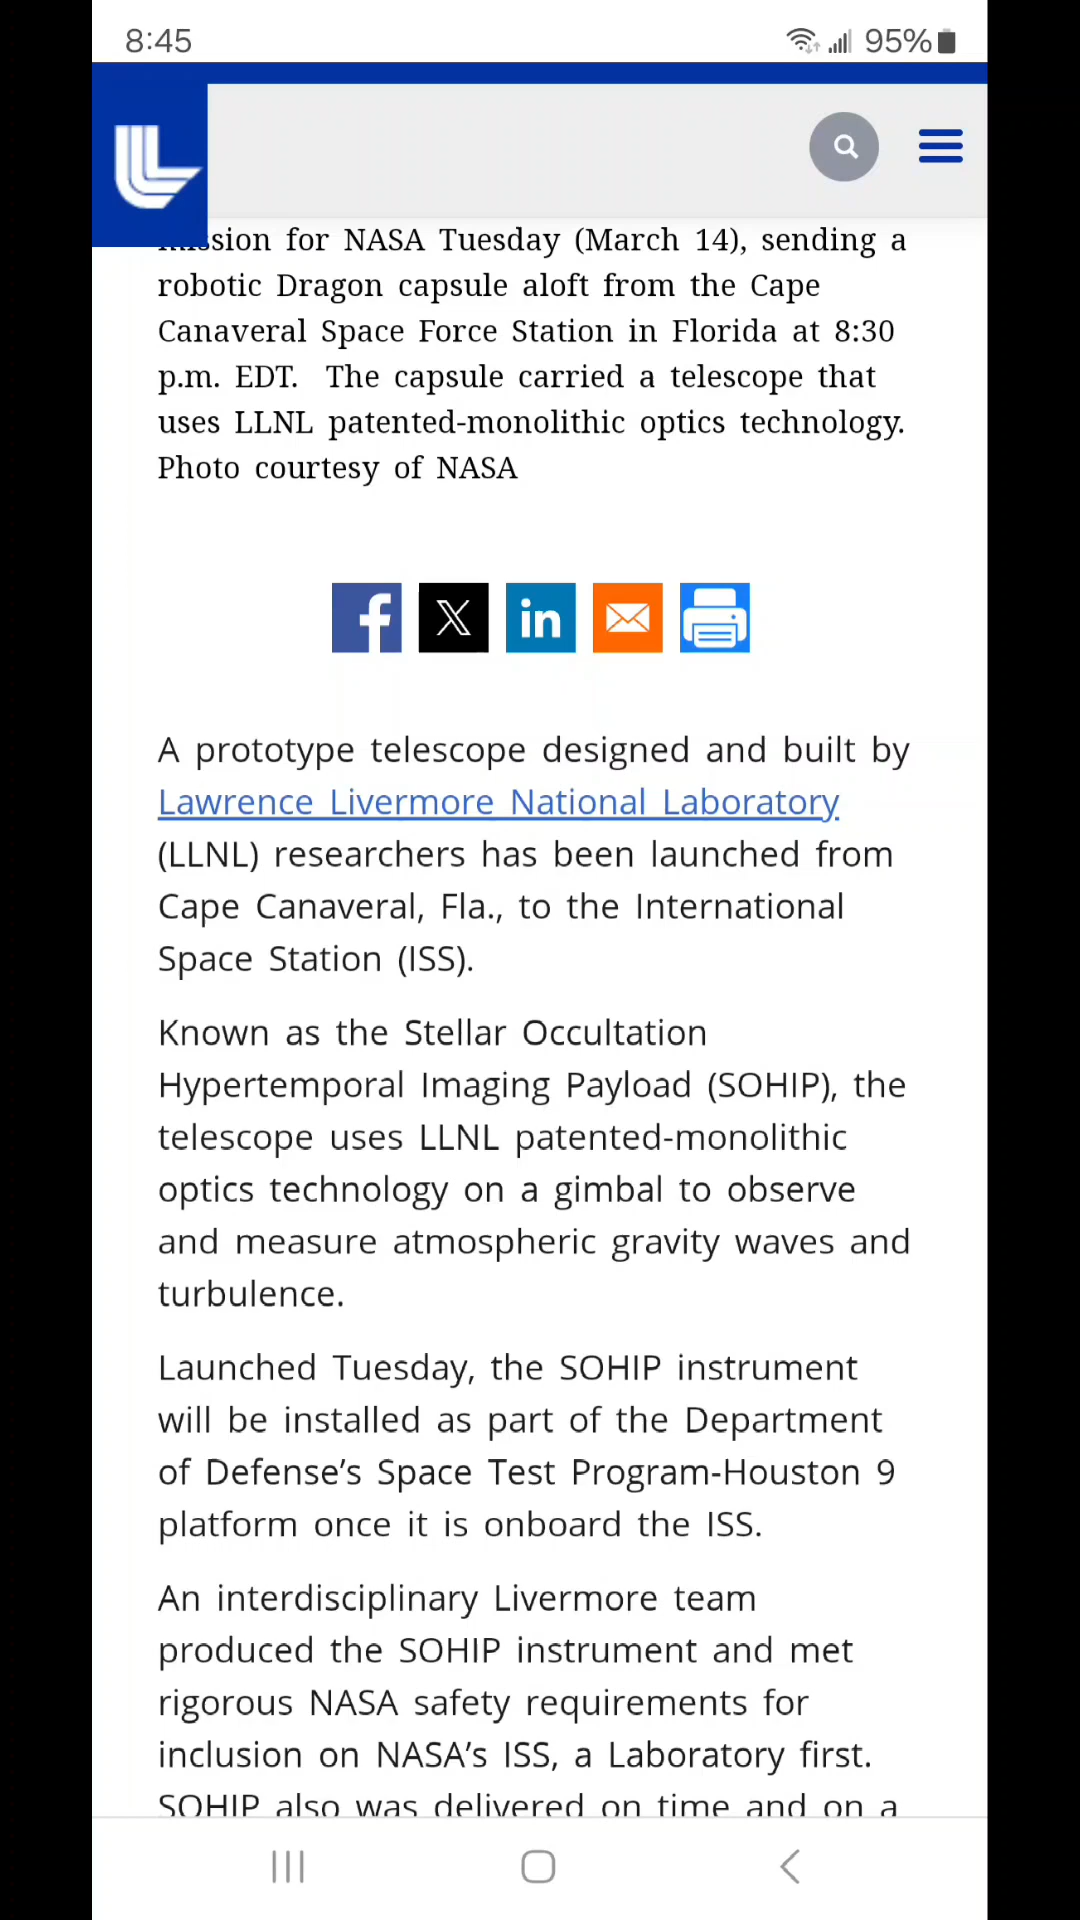 8:45
95%
mission for NASA Tuesday (March 14), sending a
robotic Dragon capsule aloft from the Cape
Canaveral Space Force Station in Florida at 8:30
p.m. EDT. The capsule carried a telescope that
uses LLNL patented-monolithic optics technology.
Photo courtesy of NASA
A prototype telescope designed and built by
Lawrence Livermore National Laboratory
(LLNL) researchers has been launched from
Cape Canaveral, Fla., to the International
Space Station (ISS).
Known as the Stellar Occultation
Hypertemporal Imaging Payload (SOHIP), the
telescope uses LLNL patented-monolithic
optics technology on a gimbal to observe
and measure atmospheric gravity waves and
turbulence.
Launched Tuesday, the SOHIP instrument
will be installed as part of the Department
of Defense’s Space Test Program-Houston 9
platform once it is onboard the ISS.
An interdisciplinary Livermore team
produced the SOHIP instrument and met
rigorous NASA safety requirements for
inclusion on NASA’s ISS, a Laboratory first.
SOHIP also was delivered on time and on a